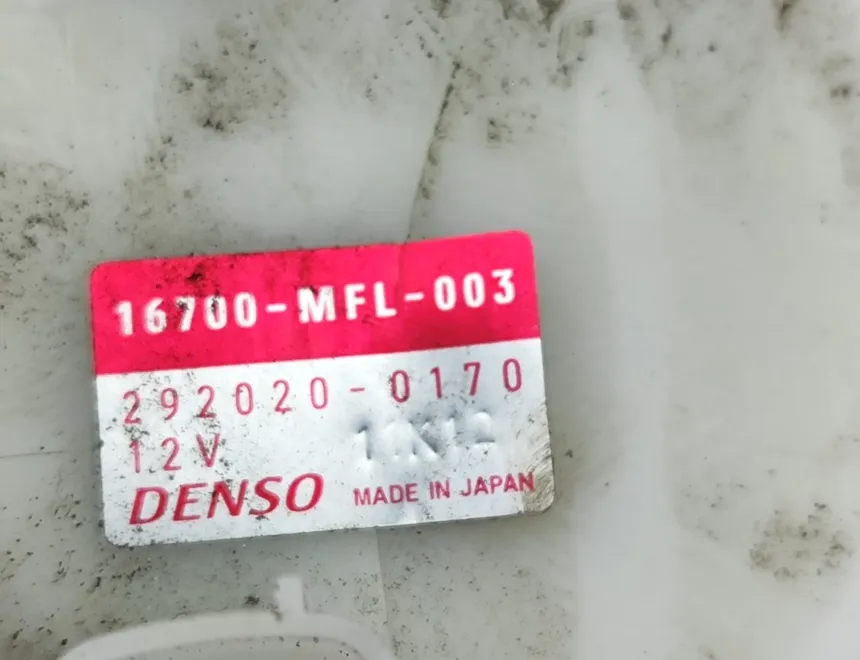 16700-MFL-003
292020-0170
12V
DENSO MADE IN JAPAN